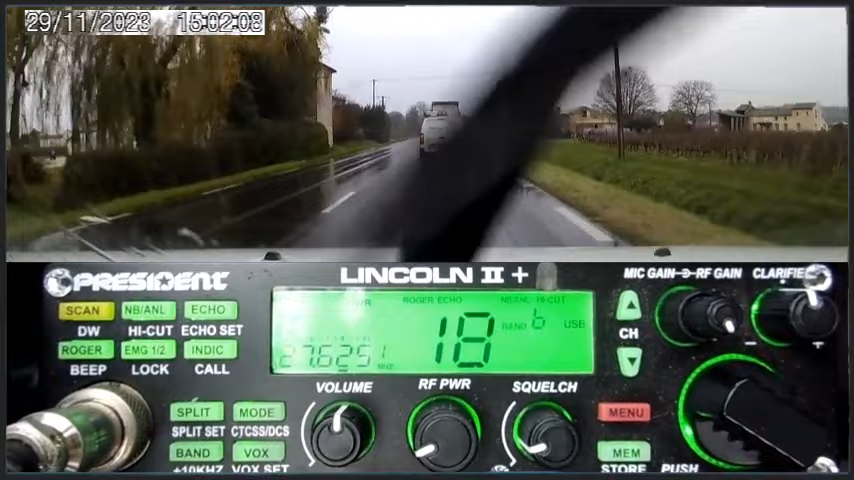 29/11/2023 15:02:08
PRESIDENT LINCOLN II + MIC GAIN RF GAIN CLARIFIER
SCAN NB/ANL ECHO
DW HI-CUT ECHO SET
ROGER EMG 1/2 INDIC
BEEP LOCK CALL
ROGER ECHO NB/ANL HI-CUT
18 BAND b USB
CH
VOLUME RF PWR SQUELCH
SPLIT MODE
SPLIT SET CTCSS/DCS
BAND VOX
+10KHZ VOX SET
MENU
MEM
STORE PUSH